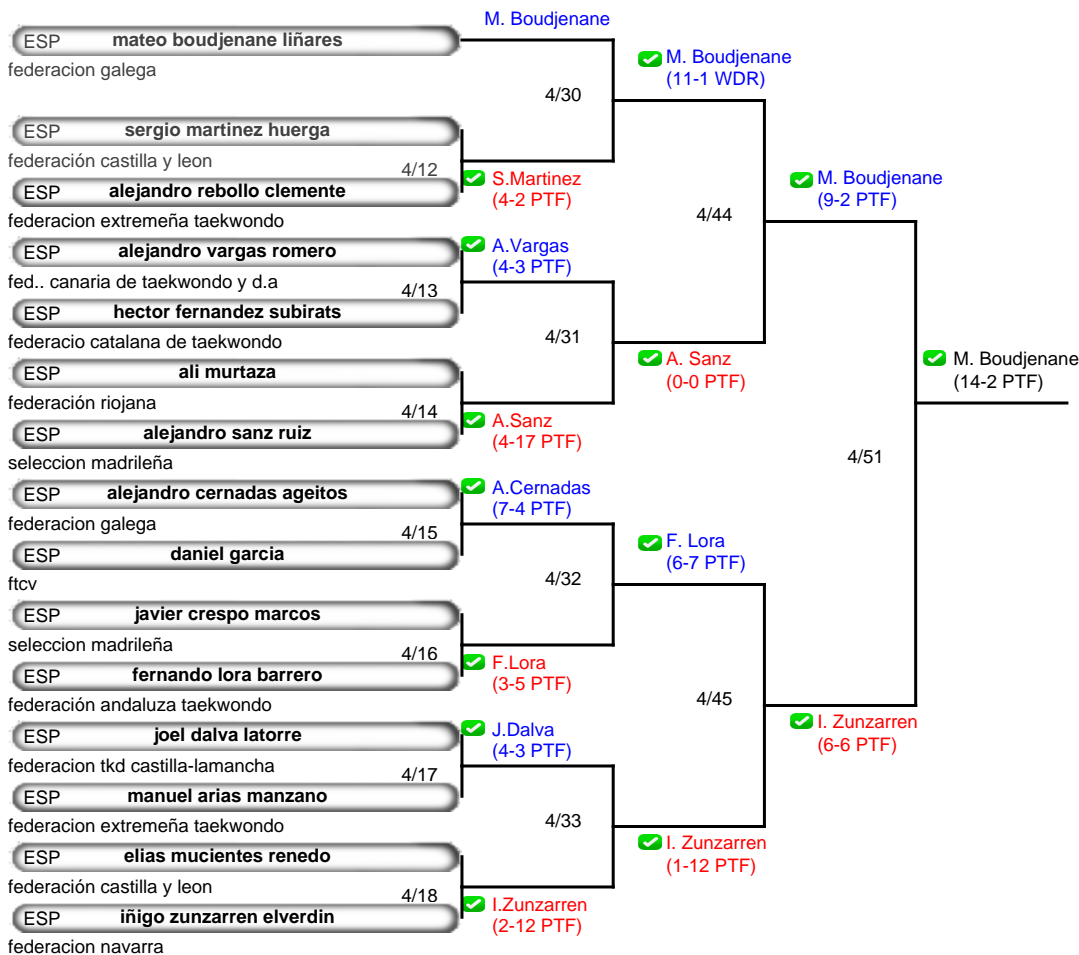 M. Boudjenane
ESP mateo boudjenane liñares
federacion galega
M. Boudjenane
(11-1 WDR)
4/30
ESP sergio martinez huerga
federación castilla y leon
4/12
S.Martinez
(4-2 PTF)
ESP alejandro rebollo clemente
federacion extremeña taekwondo
M. Boudjenane
(9-2 PTF)
4/44
ESP alejandro vargas romero
A.Vargas
(4-3 PTF)
fed.. canaria de taekwondo y d.a
4/13
ESP hector fernandez subirats
federacio catalana de taekwondo
4/31
A. Sanz
(0-0 PTF)
M. Boudjenane
(14-2 PTF)
ESP ali murtaza
federación riojana
4/14
A.Sanz
(4-17 PTF)
ESP alejandro sanz ruiz
seleccion madrileña
4/51
ESP alejandro cernadas ageitos
A.Cernadas
(7-4 PTF)
federacion galega
4/15
ESP daniel garcia
ftcv
F. Lora
(6-7 PTF)
4/32
ESP javier crespo marcos
seleccion madrileña
4/16
F.Lora
(3-5 PTF)
ESP fernando lora barrero
federación andaluza taekwondo
4/45
I. Zunzarren
(6-6 PTF)
ESP joel dalva latorre
J.Dalva
(4-3 PTF)
federacion tkd castilla-lamancha
4/17
ESP manuel arias manzano
federacion extremeña taekwondo
4/33
I. Zunzarren
(1-12 PTF)
ESP elias mucientes renedo
federación castilla y leon
4/18
I.Zunzarren
(2-12 PTF)
ESP iñigo zunzarren elverdin
federacion navarra